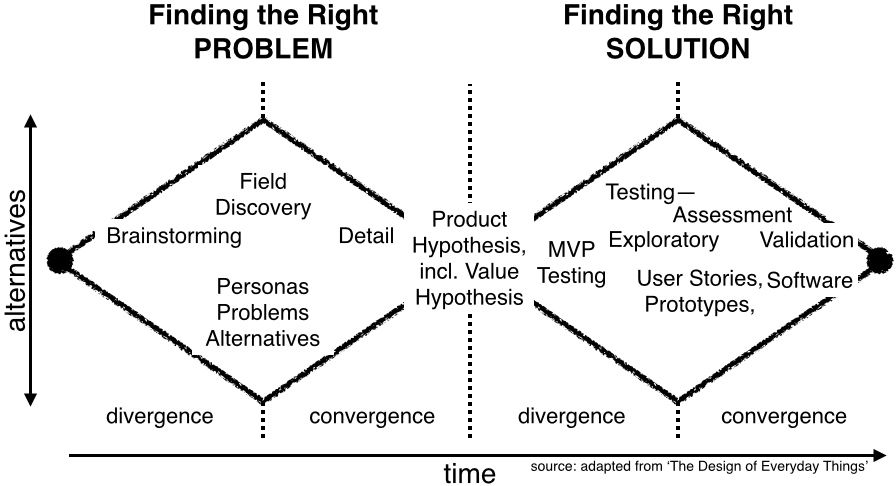 Finding the Right
PROBLEM
Finding the Right
SOLUTION
alternatives
Field
Discovery
Brainstorming
Detail
Personas
Problems
Alternatives
Product
Hypothesis,
incl. Value
Hypothesis
MVP
Testing
Testing—
Assessment
Exploratory
Validation
User Stories,
Prototypes,
Software
divergence
convergence
divergence
convergence
time
source: adapted from ‘The Design of Everyday Things’